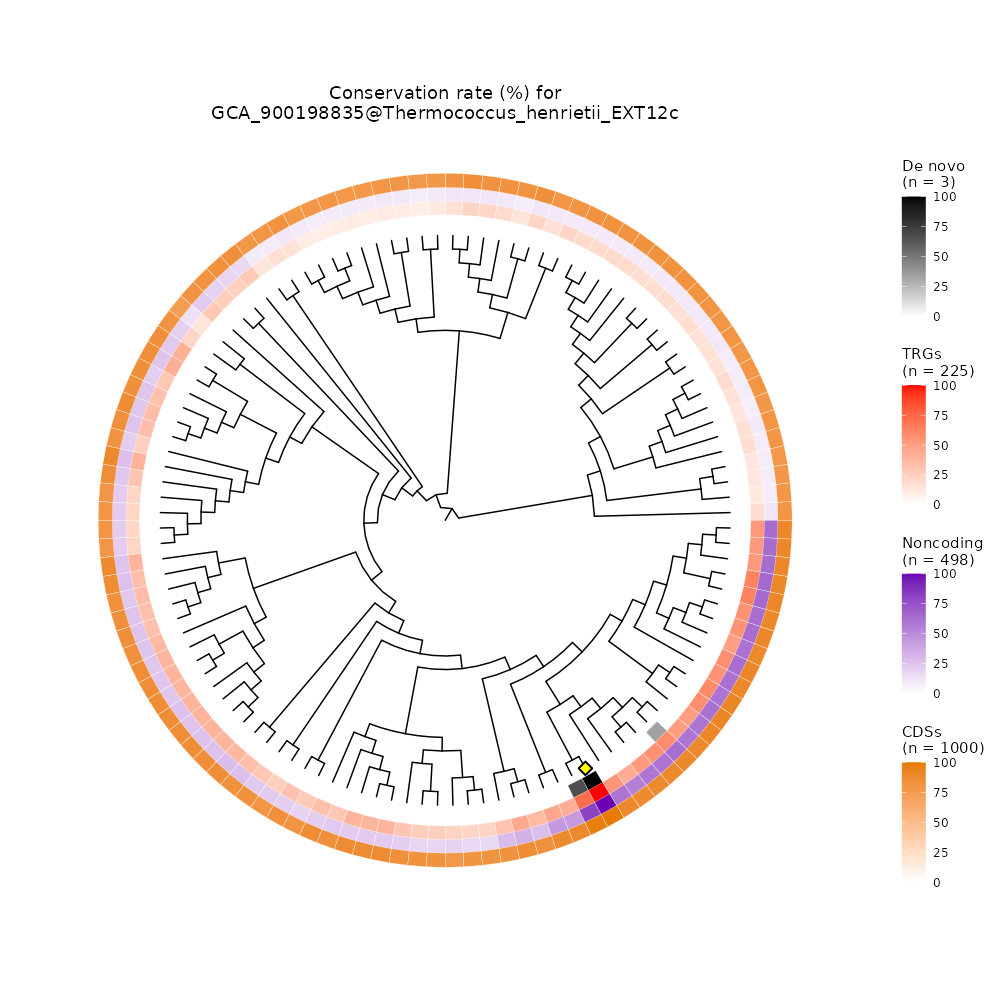 Conservation rate (%) for
GCA_900198835@Thermococcus_henrietii_EXT12c
De novo
(n = 3)
100
75
50
25
0
TRGs
(n = 225)
100
75
50
25
0
Noncoding
(n = 498)
100
75
50
25
0
CDSs
(n = 1000)
100
75
50
25
0